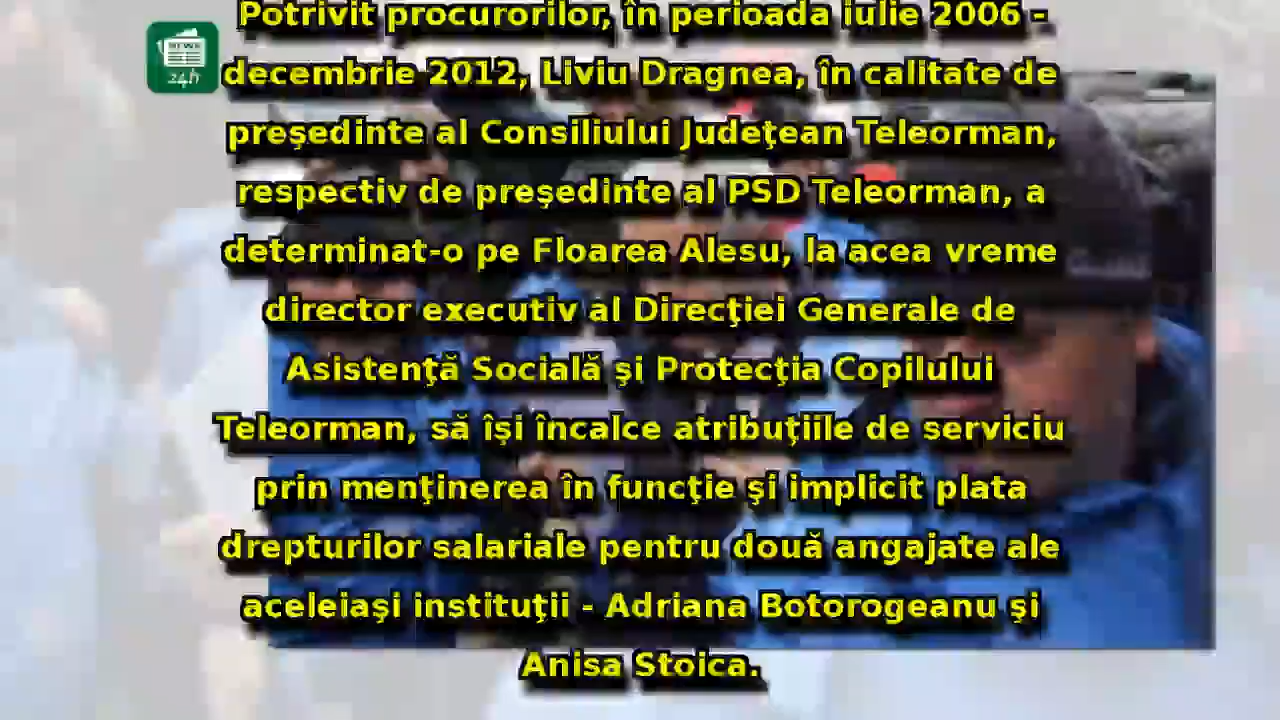 Potrivit procurorilor, în perioada iulie 2006 -
NEWS
24h
decembrie 2012, Liviu Dragnea, în calitate de
preşedinte al Consiliului Judeţean Teleorman,
respectiv de preşedinte al PSD Teleorman, a
determinat-o pe Floarea Alesu, la acea vreme
director executiv al Direcţiei Generale de
Asistenţă Socială şi Protecţia Copilului
Teleorman, să îşi încalce atribuţiile de serviciu
prin menţinerea în funcţie şi implicit plata
drepturilor salariale pentru două angajate ale
aceleiaşi instituţii - Adriana Botorogeanu şi
Anisa Stoica.